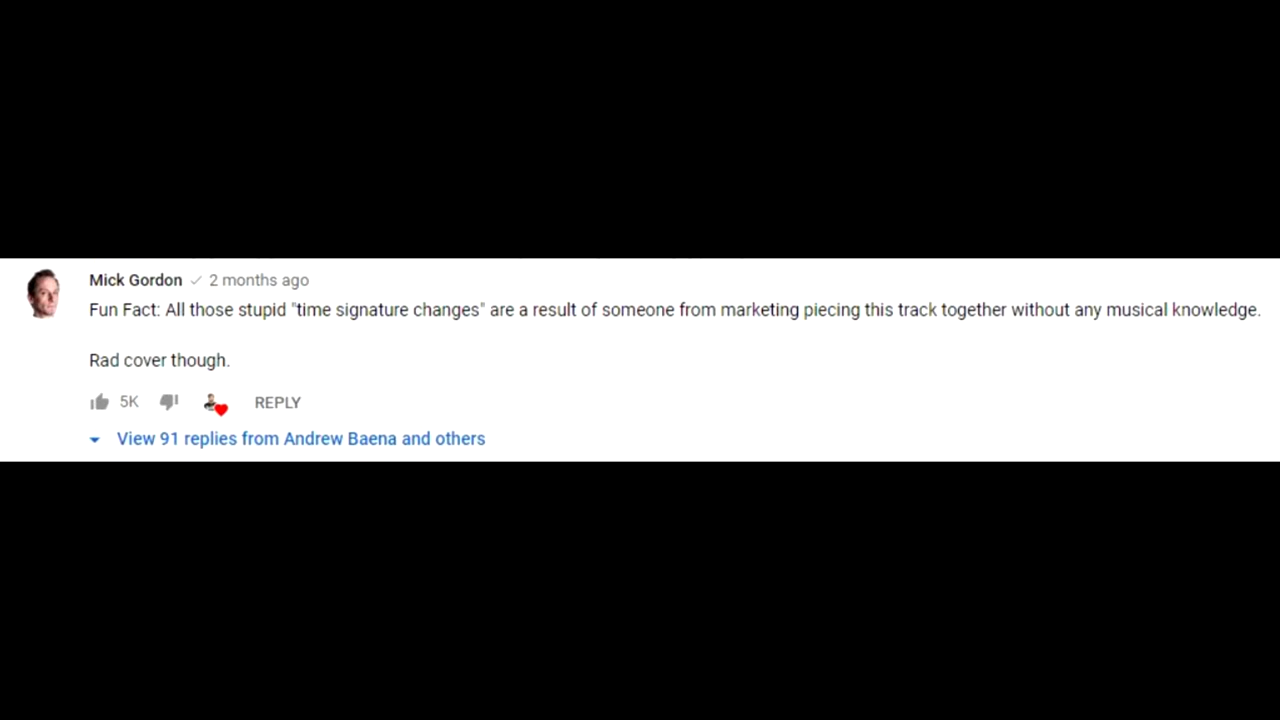 Mick Gordon ✓ 2 months ago
Fun Fact: All those stupid "time signature changes" are a result of someone from marketing piecing this track together without any musical knowledge.
Rad cover though.
5K REPLY
View 91 replies from Andrew Baena and others